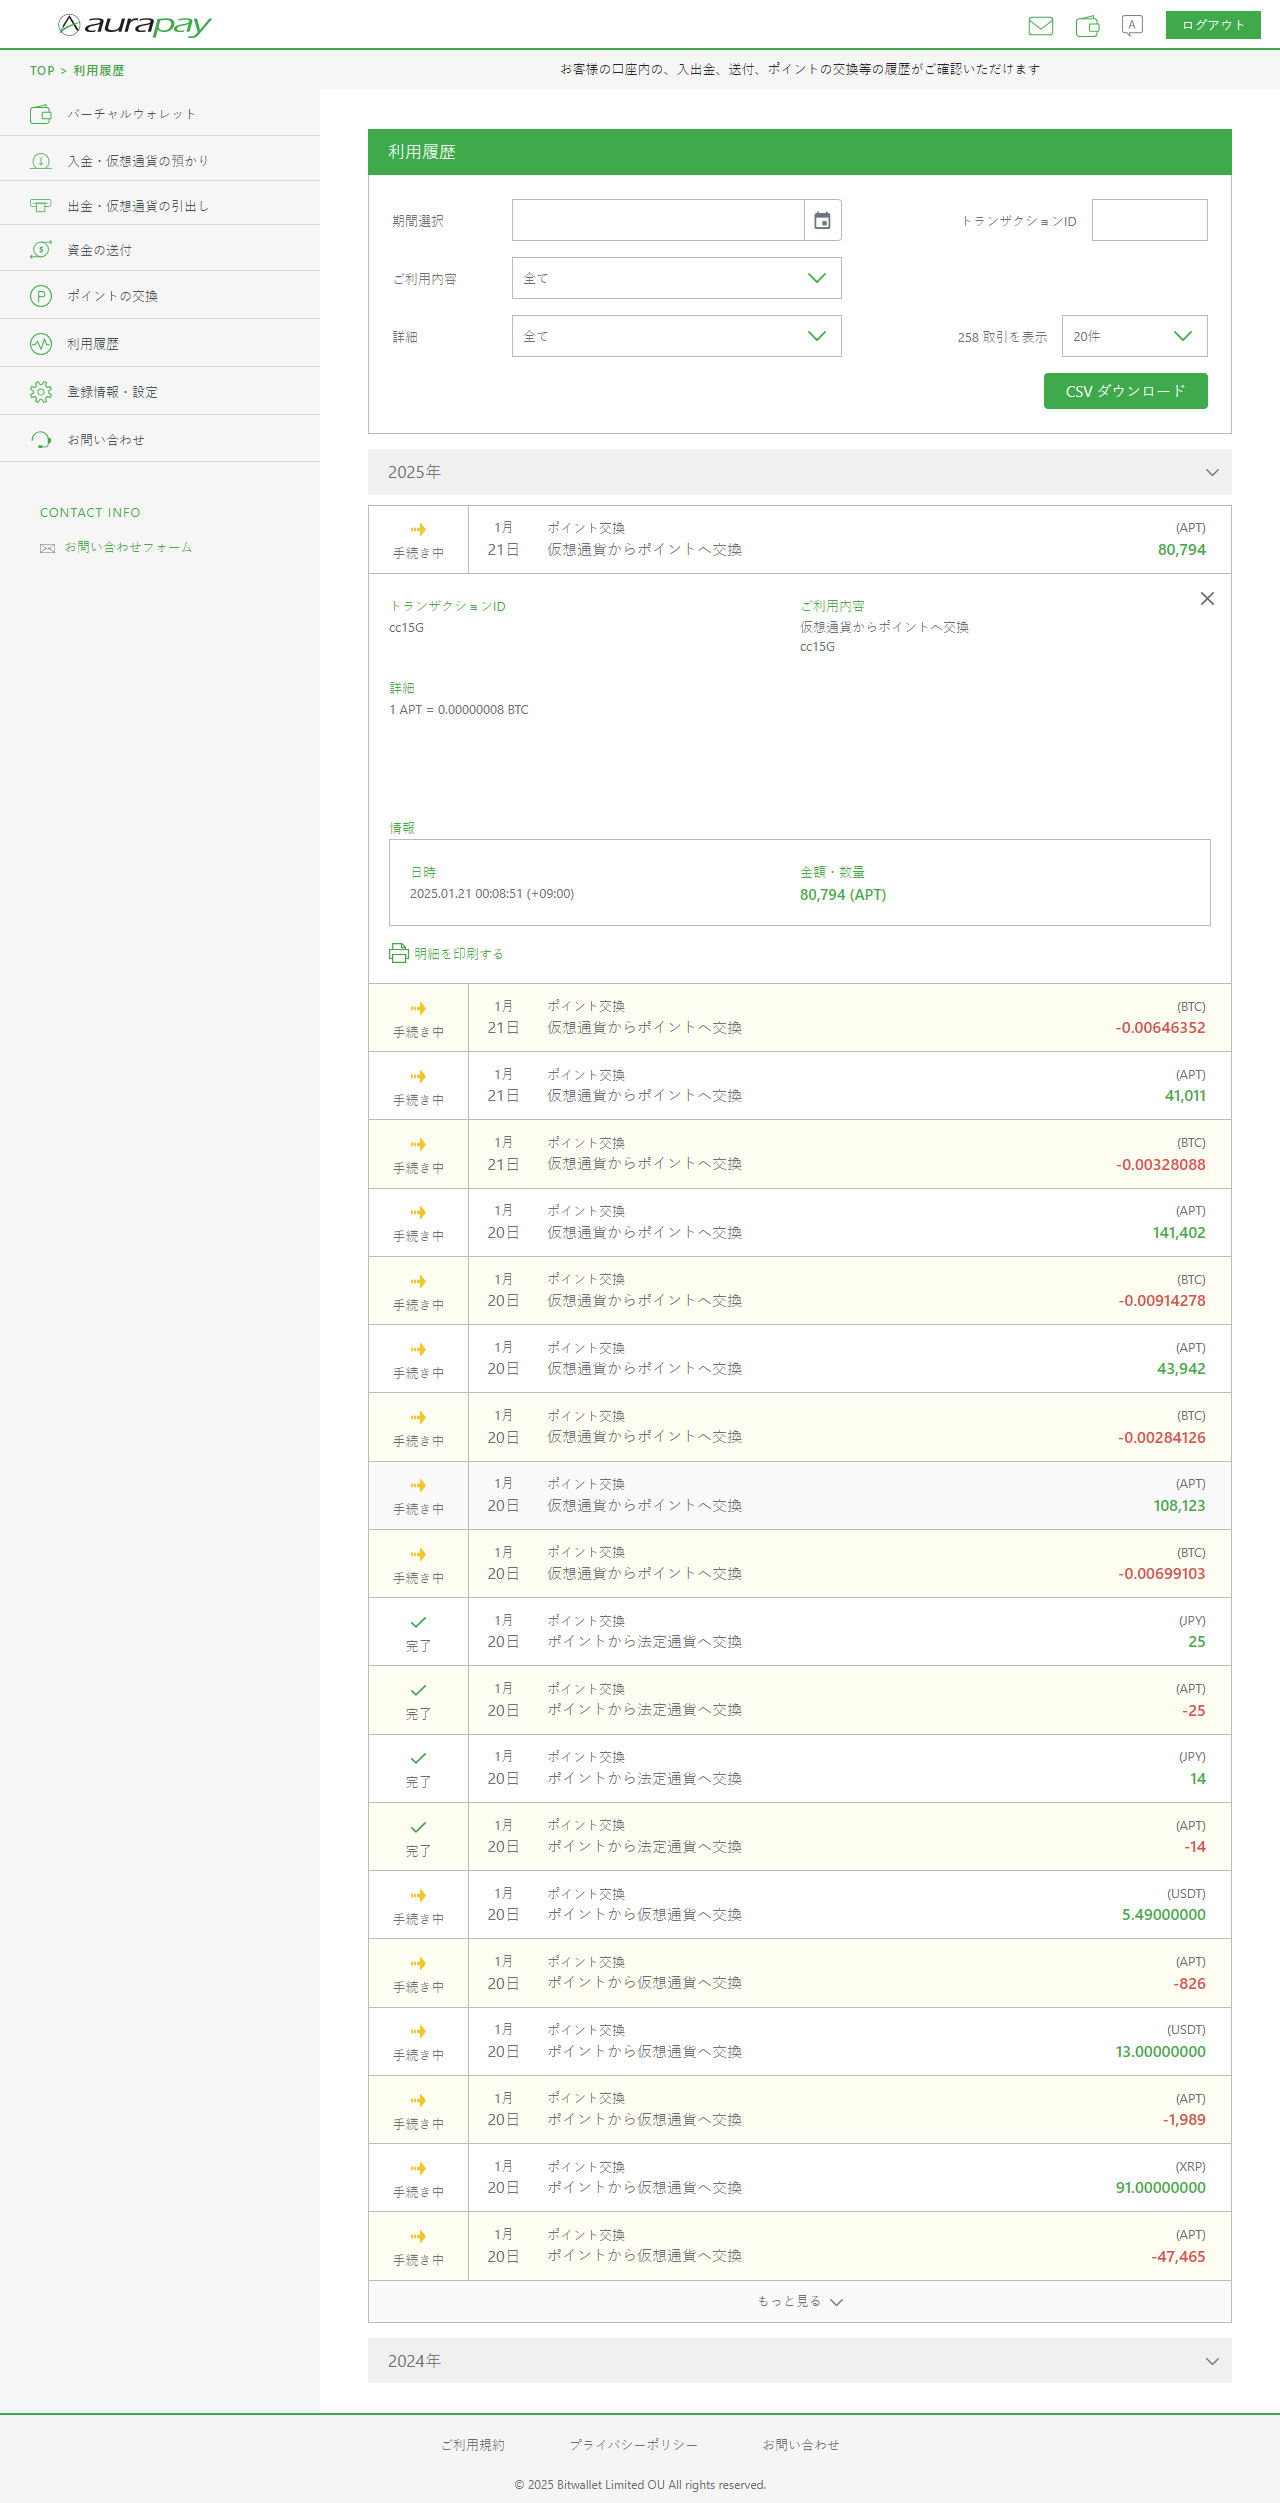 aurapay
A
ログアウト
TOP > 利用履歴
お客様の口座内の、入出金、送付、ポイントの交換等の履歴がご確認いただけます
バーチャルウォレット
入金・仮想通貨の預かり
出金・仮想通貨の引出し
資金の送付
ポイントの交換
利用履歴
登録情報・設定
お問い合わせ
CONTACT INFO
お問い合わせフォーム
利用履歴
期間選択
トランザクションID
ご利用内容
全て
詳細
全て
258 取引を表示
20件
CSV ダウンロード
2025年
手続き中
1月
21日
ポイント交換
仮想通貨からポイントへ交換
(APT)
80,794
トランザクションID
cc15G
ご利用内容
仮想通貨からポイントへ交換
cc15G
詳細
1 APT = 0.00000008 BTC
情報
日時
2025.01.21 00:08:51 (+09:00)
金額・数量
80,794 (APT)
明細を印刷する
手続き中
1月
21日
ポイント交換
仮想通貨からポイントへ交換
(BTC)
-0.00646352
手続き中
1月
21日
ポイント交換
仮想通貨からポイントへ交換
(APT)
41,011
手続き中
1月
21日
ポイント交換
仮想通貨からポイントへ交換
(BTC)
-0.00328088
手続き中
1月
20日
ポイント交換
仮想通貨からポイントへ交換
(APT)
141,402
手続き中
1月
20日
ポイント交換
仮想通貨からポイントへ交換
(BTC)
-0.00914278
手続き中
1月
20日
ポイント交換
仮想通貨からポイントへ交換
(APT)
43,942
手続き中
1月
20日
ポイント交換
仮想通貨からポイントへ交換
(BTC)
-0.00284126
手続き中
1月
20日
ポイント交換
仮想通貨からポイントへ交換
(APT)
108,123
手続き中
1月
20日
ポイント交換
仮想通貨からポイントへ交換
(BTC)
-0.00699103
完了
1月
20日
ポイント交換
ポイントから法定通貨へ交換
(JPY)
25
完了
1月
20日
ポイント交換
ポイントから法定通貨へ交換
(APT)
-25
完了
1月
20日
ポイント交換
ポイントから法定通貨へ交換
(JPY)
14
完了
1月
20日
ポイント交換
ポイントから法定通貨へ交換
(APT)
-14
手続き中
1月
20日
ポイント交換
ポイントから仮想通貨へ交換
(USDT)
5.49000000
手続き中
1月
20日
ポイント交換
ポイントから仮想通貨へ交換
(APT)
-826
手続き中
1月
20日
ポイント交換
ポイントから仮想通貨へ交換
(USDT)
13.00000000
手続き中
1月
20日
ポイント交換
ポイントから仮想通貨へ交換
(APT)
-1,989
手続き中
1月
20日
ポイント交換
ポイントから仮想通貨へ交換
(XRP)
91.00000000
手続き中
1月
20日
ポイント交換
ポイントから仮想通貨へ交換
(APT)
-47,465
もっと見る
2024年
ご利用規約
プライバシーポリシー
お問い合わせ
© 2025 Bitwallet Limited OU All rights reserved.